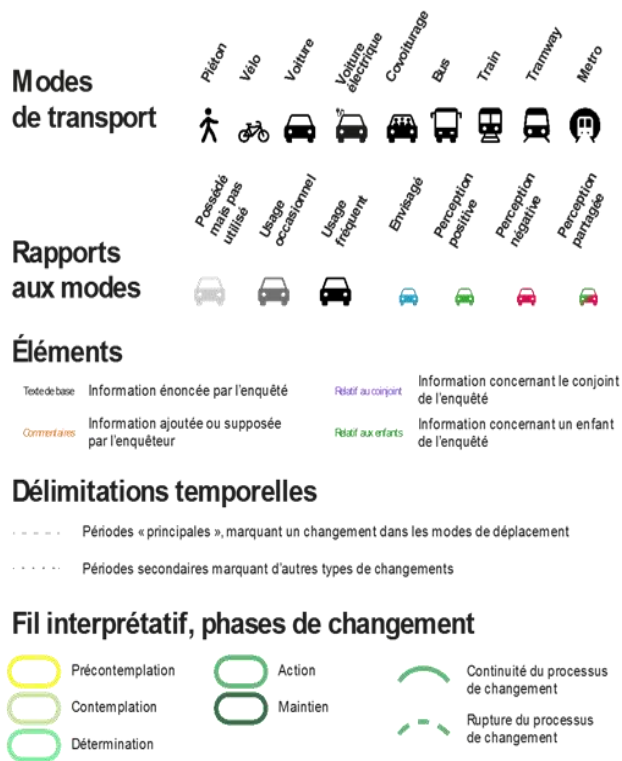 Piéton
Vélo
Voiture
Voiture
électrique
Covoiturage
Bus
Train
Tramway
Metro
Modes
de transport
Possédé
mais pas
utilisé
Usage
occasionnel
Usage
fréquent
Envisagé
Perception
positive
Perception
négative
Perception
partagée
Rapports
aux modes
Éléments
Texte de base
Information énoncée par l'enquêté
Relatif au coinjoint
Information concernant le conjoint
de l'enquêté
Commentaires
Information ajoutée ou supposée
par l'enquêteur
Relatif aux enfants
Information concernant un enfant
de l'enquêté
Délimitations temporelles
Périodes « principales », marquant un changement dans les modes de déplacement
Périodes secondaires marquant d'autres types de changements
Fil interprétatif, phases de changement
Précontemplation
Action
Continuité du processus
de changement
Contemplation
Maintien
Rupture du processus
de changement
Détermination